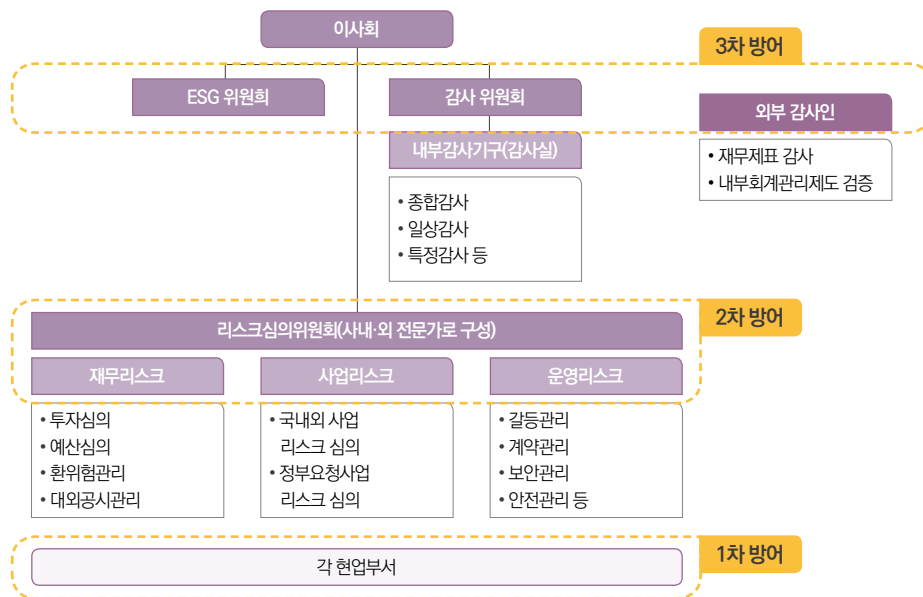 이사회
3차 방어
ESG 위원회
감사 위원회
외부 감사인
• 재무제표 감사
• 내부회계관리제도 검증
내부감사기구(감사실)
• 종합감사
• 일상감사
• 특정감사 등
2차 방어
리스크심의위원회(사내·외 전문가로 구성)
재무리스크
• 투자심의
• 예산심의
• 환위험관리
• 대외공시관리
사업리스크
• 국내외 사업
리스크 심의
• 정부요청사업
리스크 심의
운영리스크
• 갈등관리
• 계약관리
• 보안관리
• 안전관리 등
1차 방어
각 현업부서